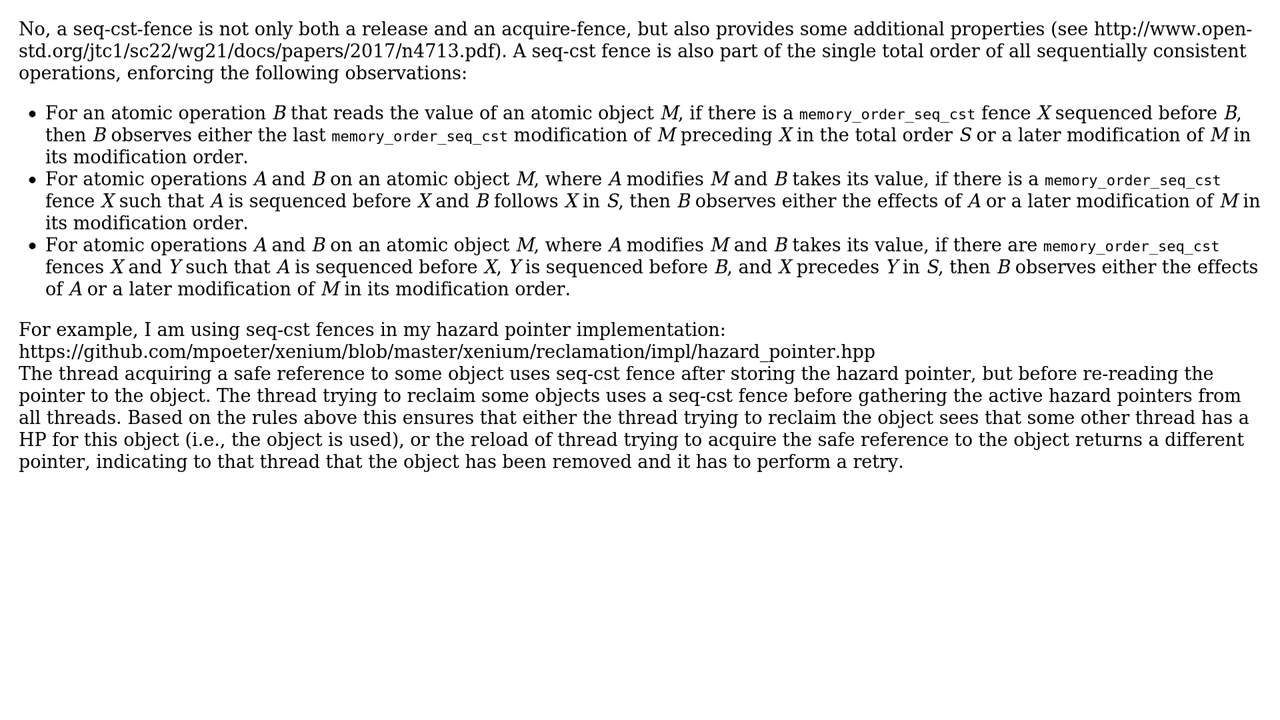 No, a seq-cst-fence is not only both a release and an acquire-fence, but also provides some additional properties (see http://www.open-
std.org/jtc1/sc22/wg21/docs/papers/2017/n4713.pdf). A seq-cst fence is also part of the single total order of all sequentially consistent
operations, enforcing the following observations:
• For an atomic operation B that reads the value of an atomic object M, if there is a memory_order_seq_cst fence X sequenced before B,
then B observes either the last memory_order_seq_cst modification of M preceding X in the total order S or a later modification of M in
its modification order.
• For atomic operations A and B on an atomic object M, where A modifies M and B takes its value, if there is a memory_order_seq_cst
fence X such that A is sequenced before X and B follows X in S, then B observes either the effects of A or a later modification of M in
its modification order.
• For atomic operations A and B on an atomic object M, where A modifies M and B takes its value, if there are memory_order_seq_cst
fences X and Y such that A is sequenced before X, Y is sequenced before B, and X precedes Y in S, then B observes either the effects
of A or a later modification of M in its modification order.
For example, I am using seq-cst fences in my hazard pointer implementation:
https://github.com/mpoeter/xenium/blob/master/xenium/reclamation/impl/hazard_pointer.hpp
The thread acquiring a safe reference to some object uses seq-cst fence after storing the hazard pointer, but before re-reading the
pointer to the object. The thread trying to reclaim some objects uses a seq-cst fence before gathering the active hazard pointers from
all threads. Based on the rules above this ensures that either the thread trying to reclaim the object sees that some other thread has a
HP for this object (i.e., the object is used), or the reload of thread trying to acquire the safe reference to the object returns a different
pointer, indicating to that thread that the object has been removed and it has to perform a retry.